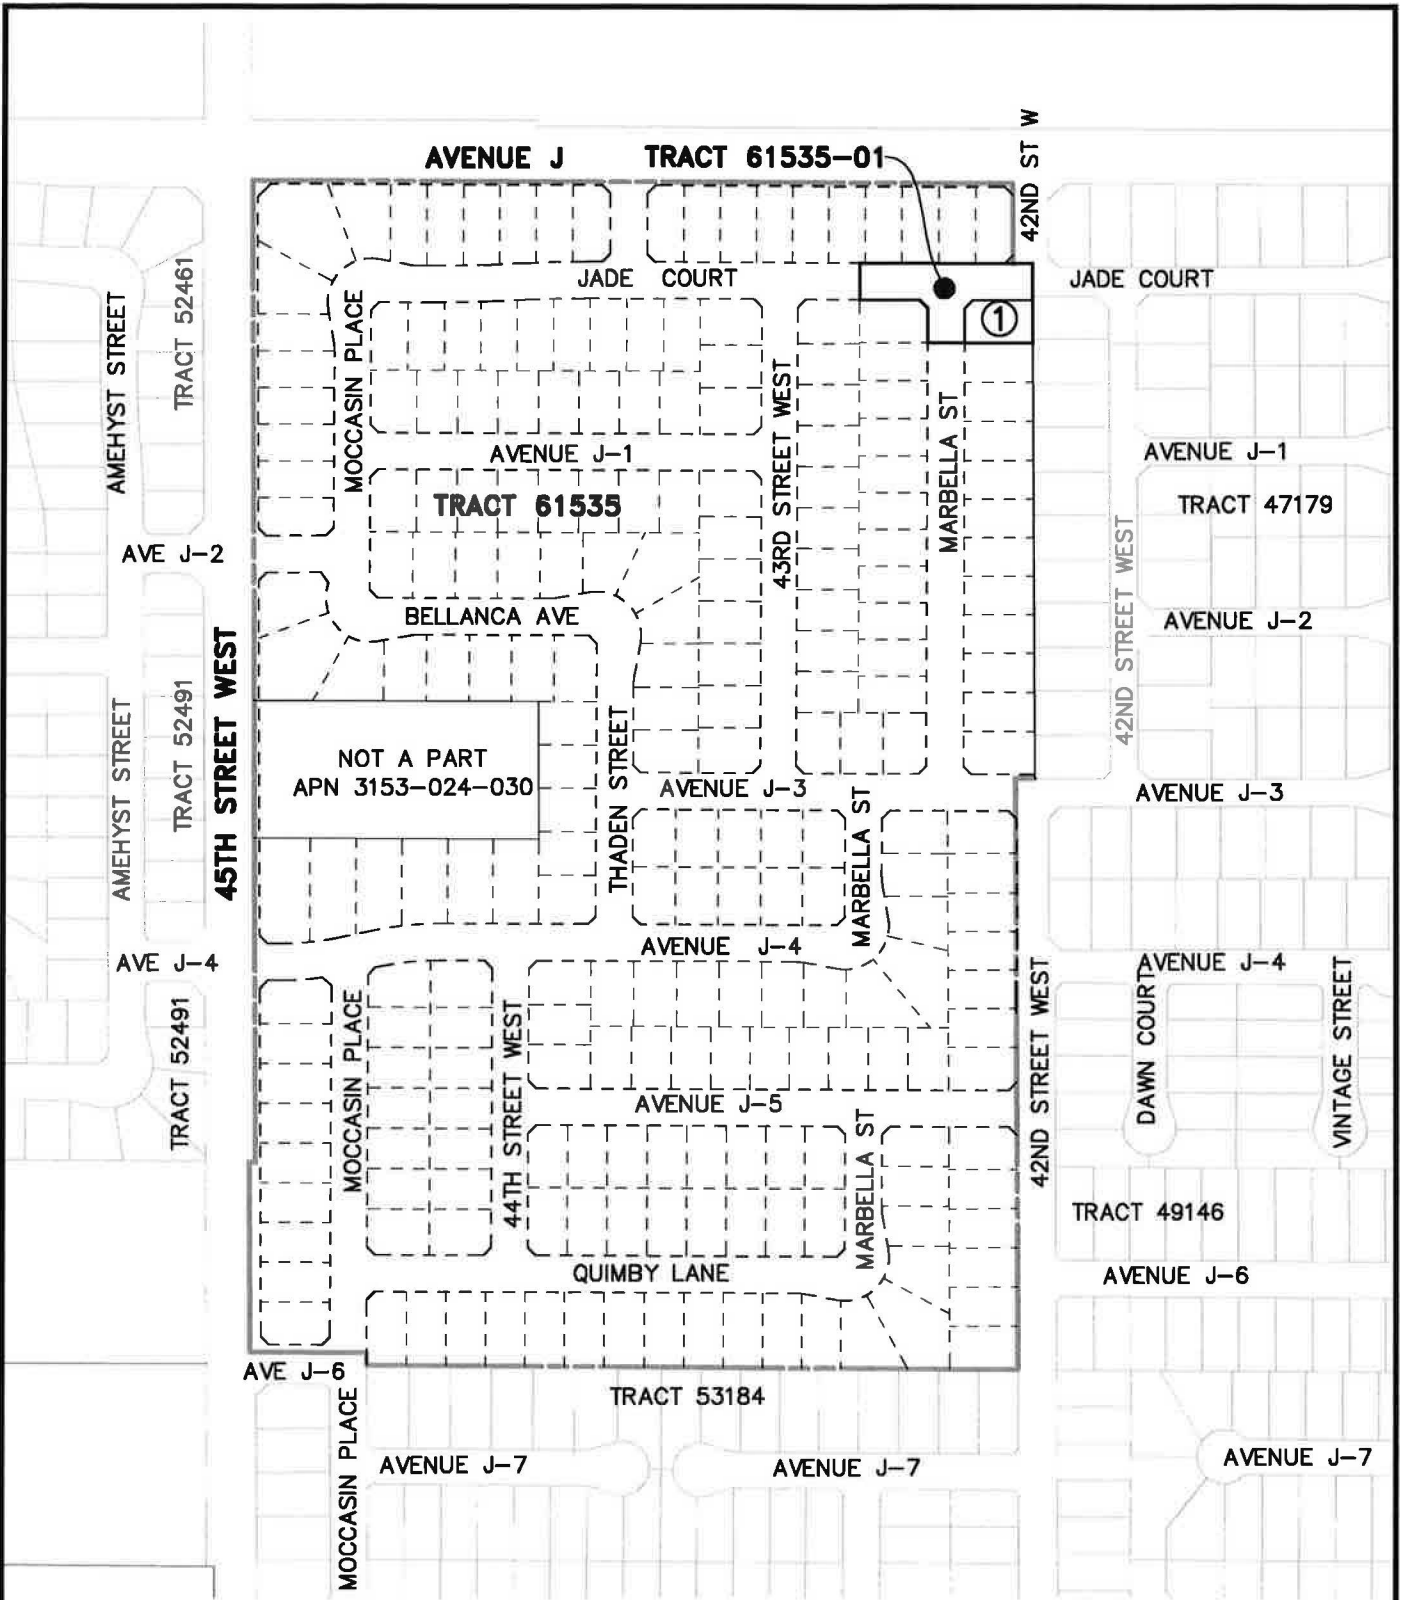 42ND ST W
AVENUE J
TRACT 61535-01
JADE COURT
JADE COURT
1
AMEHYST STREET
TRACT 52461
MOCCASIN PLACE
43RD STREET WEST
MARBELLA ST
AVENUE J-1
AVENUE J-1
TRACT 61535
TRACT 47179
AVE J-2
42ND STREET WEST
BELLANCA AVE
AVENUE J-2
AMEHYST STREET
TRACT 52491
45TH STREET WEST
NOT A PART
APN 3153-024-030
THADEN STREET
AVENUE J-3
MARBELLA ST
AVENUE J-3
AVENUE J-4
AVE J-4
AVENUE J-4
TRACT 52491
MOCCASIN PLACE
44TH STREET WEST
42ND STREET WEST
DAWN COURT
VINTAGE STREET
AVENUE J-5
MARBELLA ST
TRACT 49146
QUIMBY LANE
AVENUE J-6
AVE J-6
TRACT 53184
MOCCASIN PLACE
AVENUE J-7
AVENUE J-7
AVENUE J-7